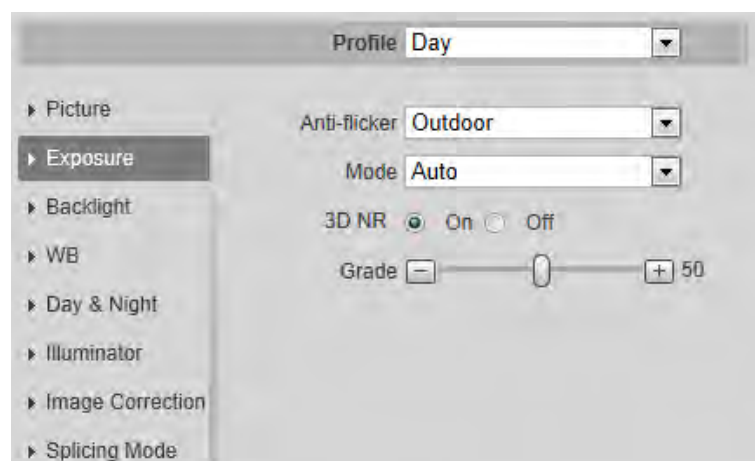 Profile Day
Picture
Exposure
Backlight
WB
Day & Night
Illuminator
Image Correction
Splicing Mode
Anti-flicker Outdoor
Mode Auto
3D NR On Off
Grade 50